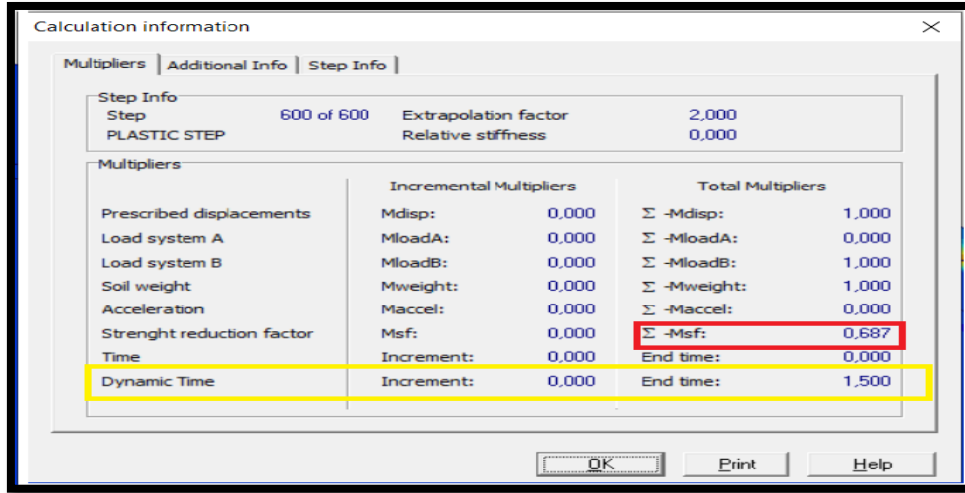 Calculation information
Multipliers Additional Info Step Info
Step Info
Step 600 of 600 Extrapolation factor 2,000
PLASTIC STEP Relative stiffness 0,000
Multipliers
Incremental Multipliers Total Multipliers
Prescribed displacements Mdisp: 0,000 Σ -Mdisp: 1,000
Load system A MloadA: 0,000 Σ -MloadA: 0,000
Load system B MloadB: 0,000 Σ -MloadB: 1,000
Soil weight Mweight: 0,000 Σ -Mweight: 1,000
Acceleration Maccel: 0,000 Σ -Maccel: 0,000
Strenght reduction factor Msf: 0,000 Σ -Msf: 0,687
Time Increment: 0,000 End time: 0,000
Dynamic Time Increment: 0,000 End time: 1,500
OK Print Help